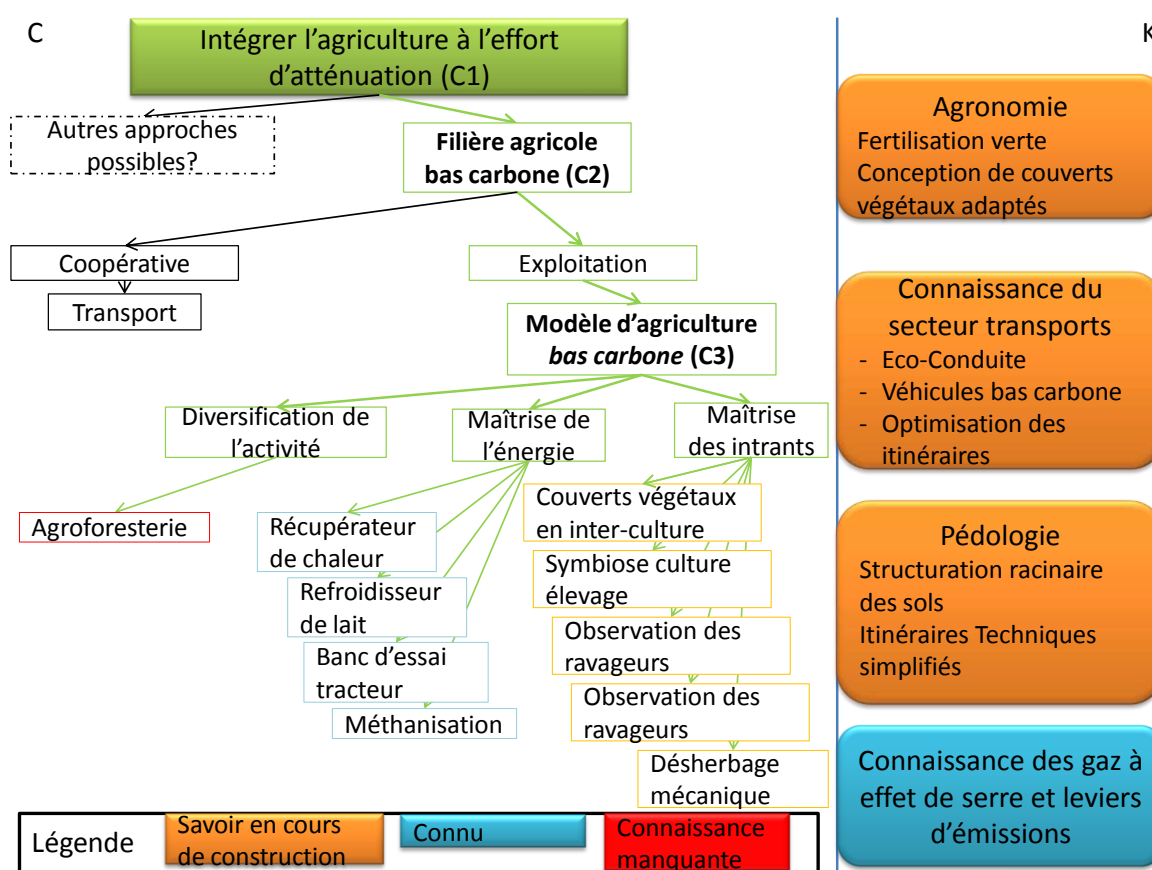 C
K
Intégrer l’agriculture à l’effort
d’atténuation (C1)
Autres approches
possibles?
Filière agricole
bas carbone (C2)
Coopérative
Transport
Exploitation
Modèle d’agriculture
bas carbone (C3)
Diversification de
l’activité
Maîtrise de
l’énergie
Maîtrise
des intrants
Agroforesterie
Récupérateur
de chaleur
Refroidisseur
de lait
Banc d’essai
tracteur
Méthanisation
Couverts végétaux
en inter-culture
Symbiose culture
élevage
Observation des
ravageurs
Observation des
ravageurs
Désherbage
mécanique
Agronomie
Fertilisation verte
Conception de couverts
végétaux adaptés
Connaissance du
secteur transports
- Eco-Conduite
- Véhicules bas carbone
- Optimisation des
itinéraires
Pédologie
Structuration racinaire
des sols
Itinéraires Techniques
simplifiés
Connaissance des gaz à
effet de serre et leviers
d’émissions
Légende
Savoir en cours
de construction
Connu
Connaissance
manquante